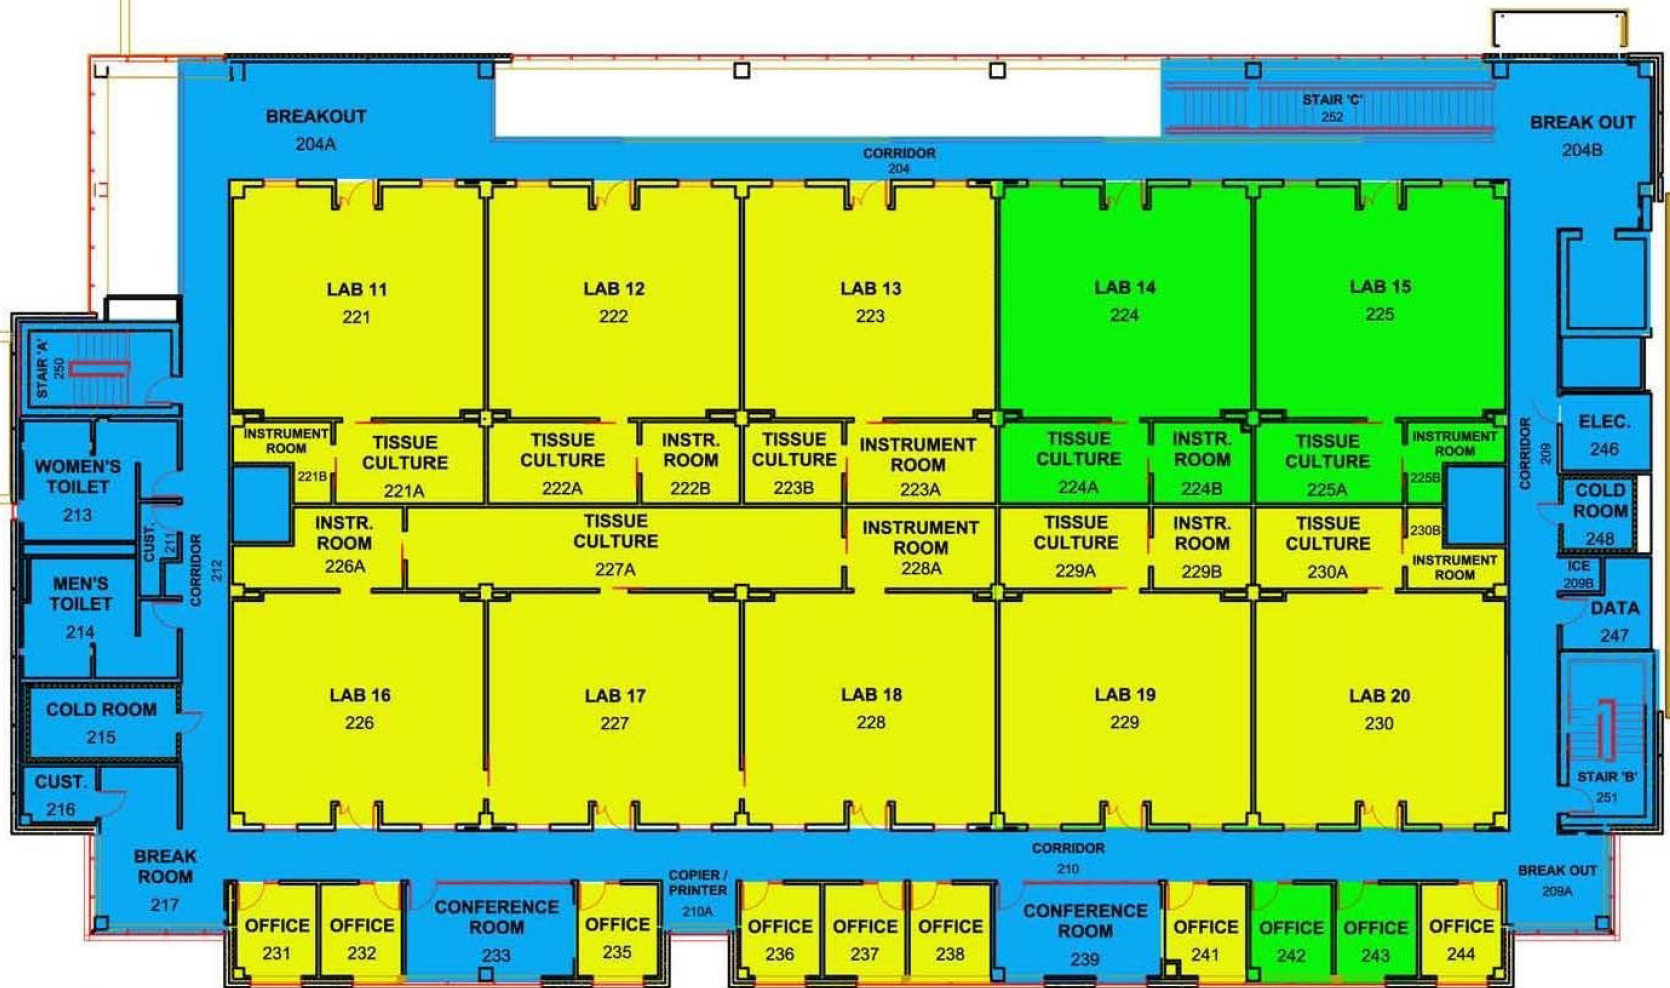 BREAKOUT
204A
STAIR 'C'
252
BREAK OUT
204B
CORRIDOR
204
LAB 11
221
LAB 12
222
LAB 13
223
LAB 14
224
LAB 15
225
STAIR 'A'
250
INSTRUMENT
ROOM
221B
TISSUE
CULTURE
221A
TISSUE
CULTURE
222A
INSTR.
ROOM
222B
TISSUE
CULTURE
223B
INSTRUMENT
ROOM
223A
TISSUE
CULTURE
224A
INSTR.
ROOM
224B
TISSUE
CULTURE
225A
INSTRUMENT
ROOM
225B
CORRIDOR
209
ELEC.
246
WOMEN'S
TOILET
213
CUST.
211
CORRIDOR
212
INSTR.
ROOM
226A
TISSUE
CULTURE
227A
INSTRUMENT
ROOM
228A
TISSUE
CULTURE
229A
INSTR.
ROOM
229B
TISSUE
CULTURE
230A
230B
INSTRUMENT
ROOM
COLD
ROOM
248
ICE
209B
DATA
247
MEN'S
TOILET
214
COLD ROOM
215
CUST.
216
LAB 16
226
LAB 17
227
LAB 18
228
LAB 19
229
LAB 20
230
STAIR 'B'
251
BREAK
ROOM
217
CORRIDOR
210
BREAK OUT
209A
COPIER /
PRINTER
210A
OFFICE
231
OFFICE
232
CONFERENCE
ROOM
233
OFFICE
235
OFFICE
236
OFFICE
237
OFFICE
238
CONFERENCE
ROOM
239
OFFICE
241
OFFICE
242
OFFICE
243
OFFICE
244